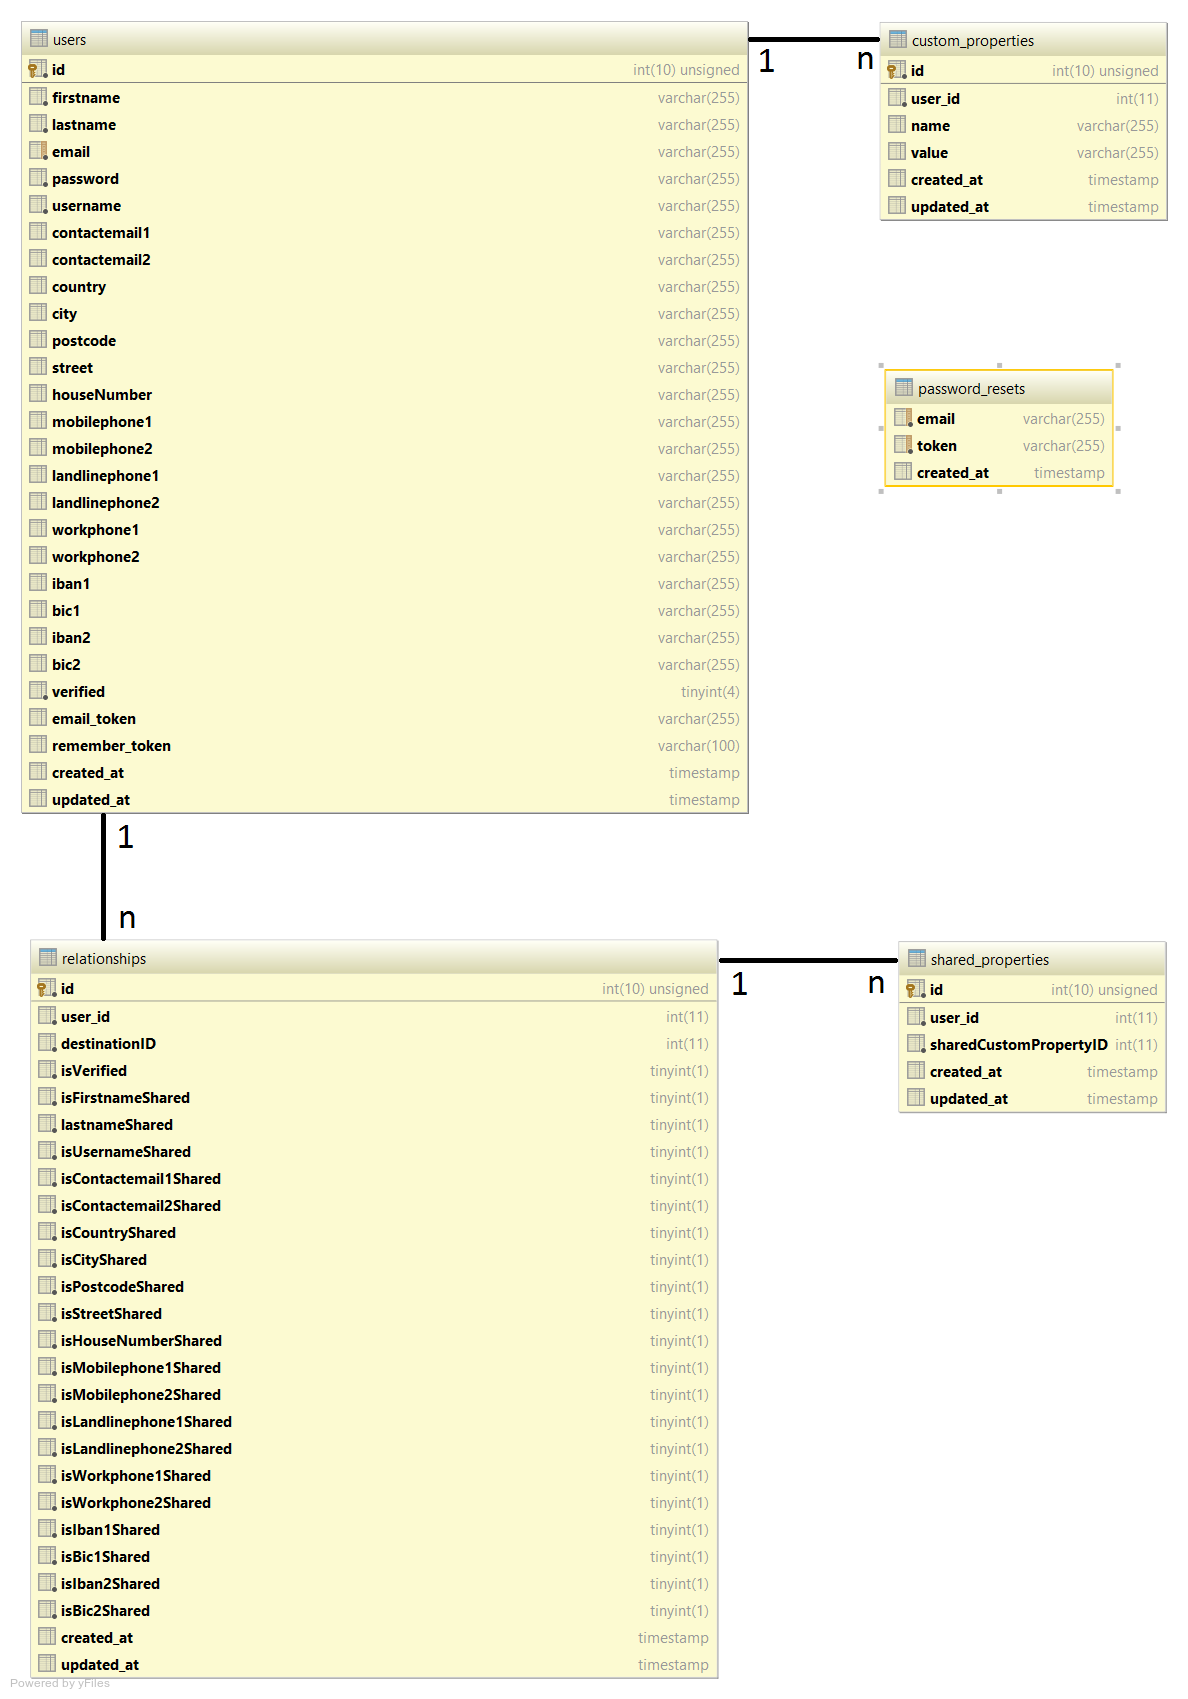 users
id int(10) unsigned
firstname varchar(255)
lastname varchar(255)
email varchar(255)
password varchar(255)
username varchar(255)
contactemail1 varchar(255)
contactemail2 varchar(255)
country varchar(255)
city varchar(255)
postcode varchar(255)
street varchar(255)
houseNumber varchar(255)
mobilephone1 varchar(255)
mobilephone2 varchar(255)
landlinephone1 varchar(255)
landlinephone2 varchar(255)
workphone1 varchar(255)
workphone2 varchar(255)
iban1 varchar(255)
bic1 varchar(255)
iban2 varchar(255)
bic2 varchar(255)
verified tinyint(4)
email_token varchar(255)
remember_token varchar(100)
created_at timestamp
updated_at timestamp
1 n
custom_properties
id int(10) unsigned
user_id int(11)
name varchar(255)
value varchar(255)
created_at timestamp
updated_at timestamp
password_resets
email varchar(255)
token varchar(255)
created_at timestamp
1
n
relationships
id int(10) unsigned
user_id int(11)
destinationID int(11)
isVerified tinyint(1)
isFirstnameShared tinyint(1)
lastnameShared tinyint(1)
isUsernameShared tinyint(1)
isContactemail1Shared tinyint(1)
isContactemail2Shared tinyint(1)
isCountryShared tinyint(1)
isCityShared tinyint(1)
isPostcodeShared tinyint(1)
isStreetShared tinyint(1)
isHouseNumberShared tinyint(1)
isMobilephone1Shared tinyint(1)
isMobilephone2Shared tinyint(1)
isLandlinephone1Shared tinyint(1)
isLandlinephone2Shared tinyint(1)
isWorkphone1Shared tinyint(1)
isWorkphone2Shared tinyint(1)
isIban1Shared tinyint(1)
isBic1Shared tinyint(1)
isIban2Shared tinyint(1)
isBic2Shared tinyint(1)
created_at timestamp
updated_at timestamp
1 n
shared_properties
id int(10) unsigned
user_id int(11)
sharedCustomPropertyID int(11)
created_at timestamp
updated_at timestamp
Powered by yFiles